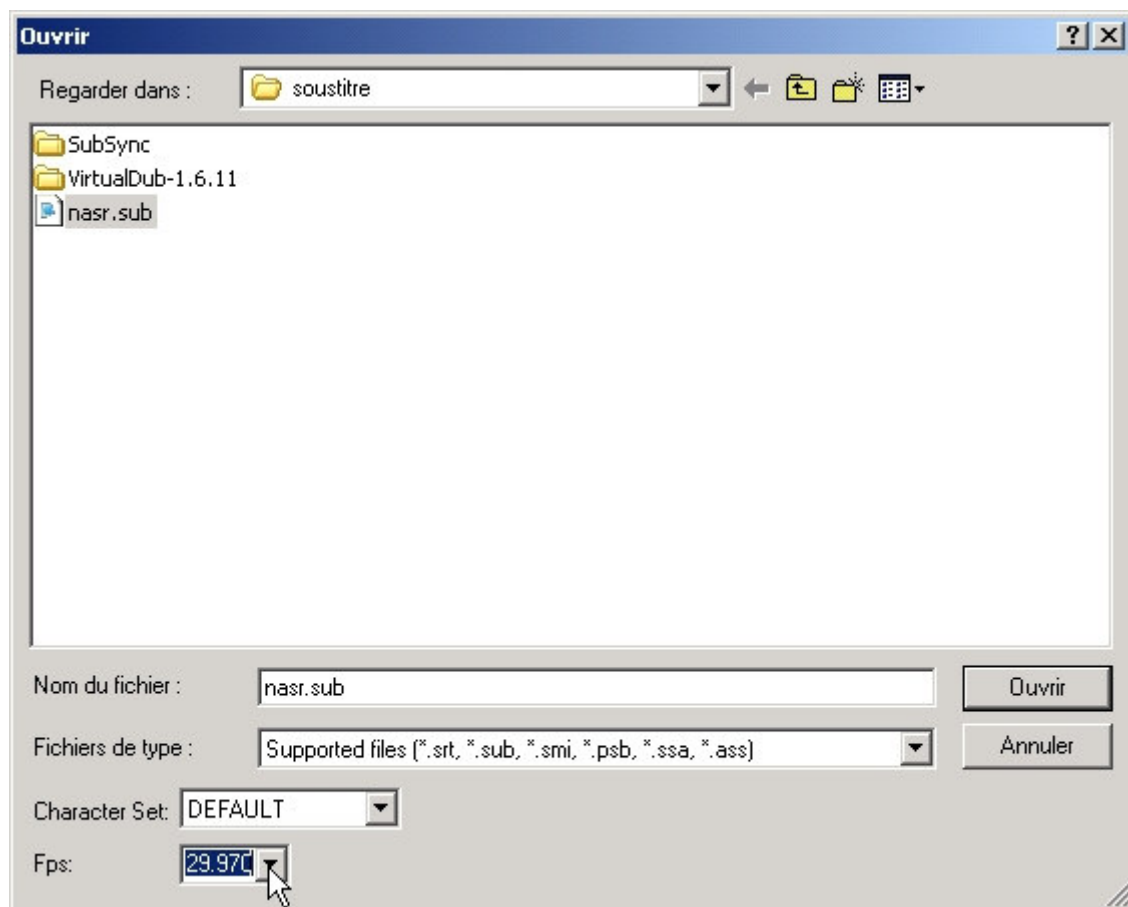 Ouvrir
Regarder dans : soustitre
SubSync
VirtualDub-1.6.11
nasr.sub
Nom du fichier : nasr.sub Ouvrir
Fichiers de type : Supported files (*.srt, *.sub, *.smi, *.psb, *.ssa, *.ass) Annuler
Character Set: DEFAULT
Fps: 29.970